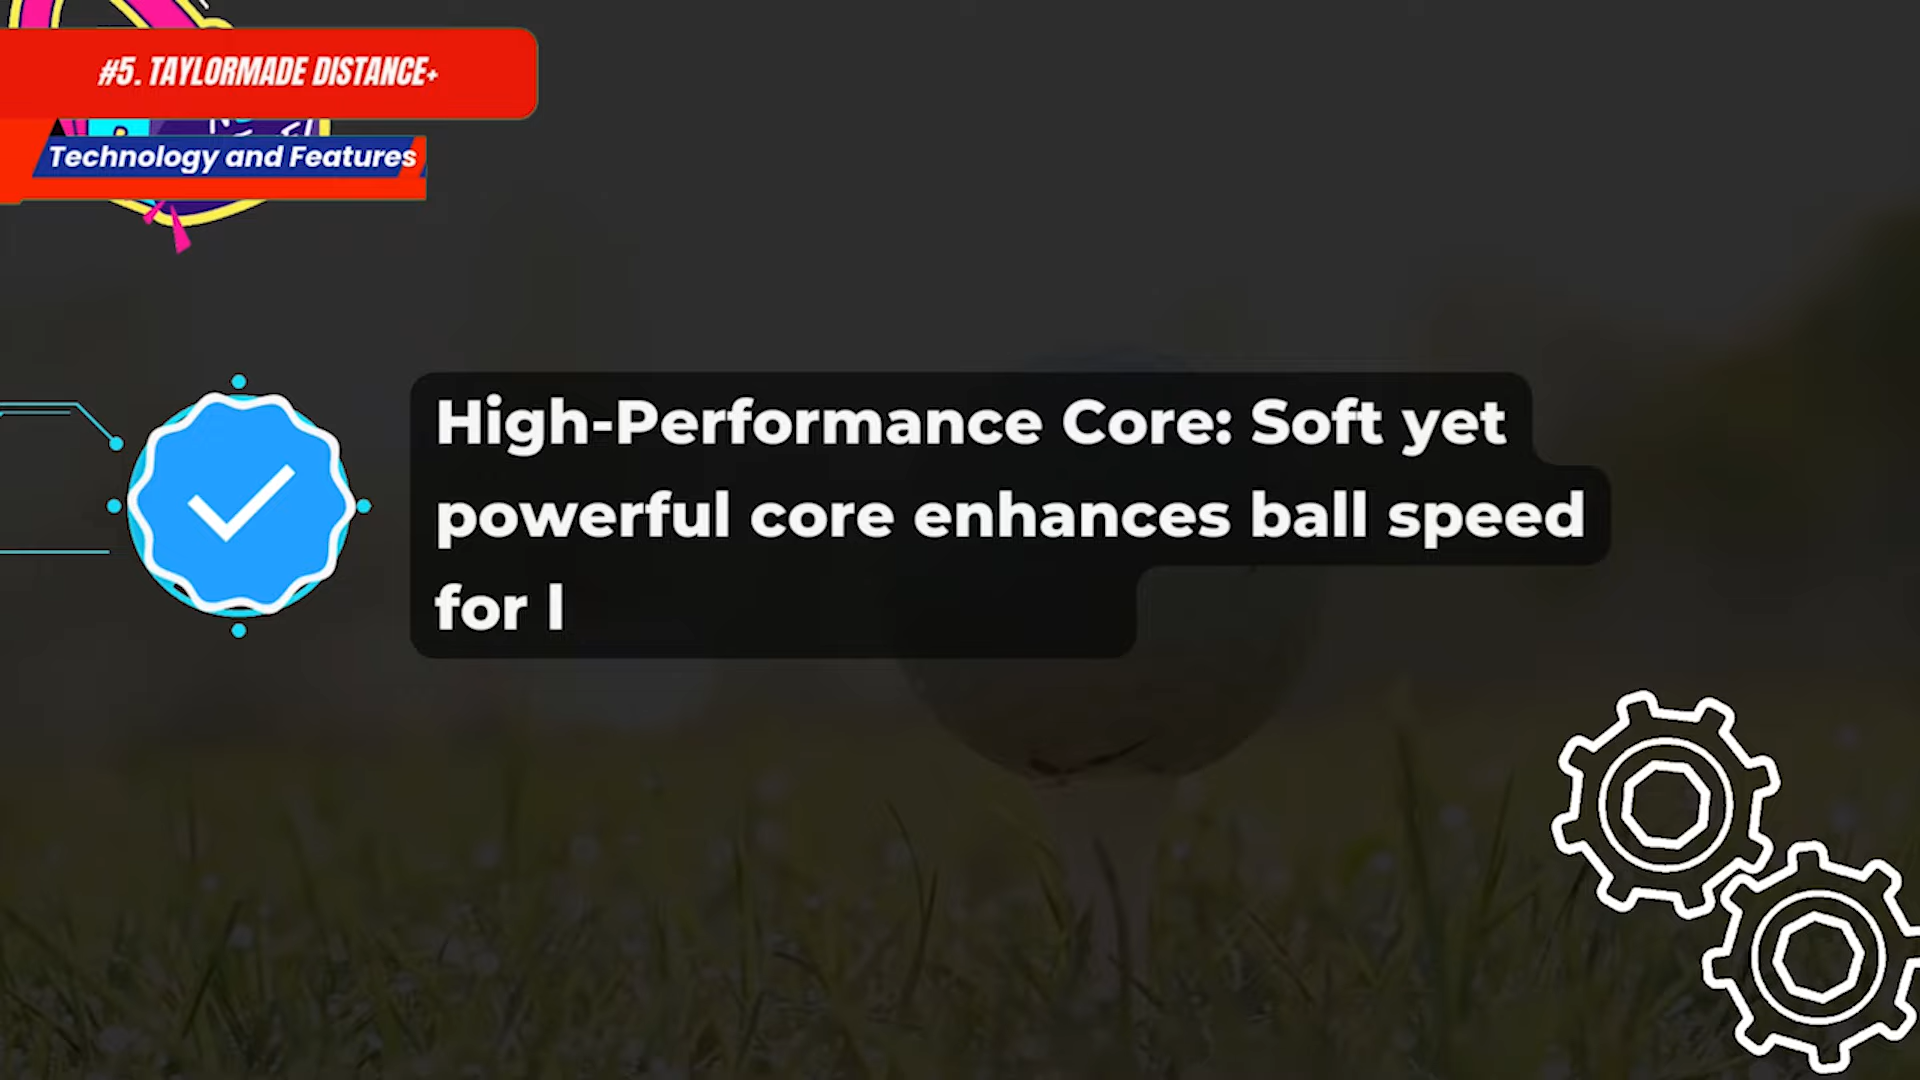 #5. TAYLORMADE DISTANCE+
Technology and Features
High-Performance Core: Soft yet
powerful core enhances ball speed
for l